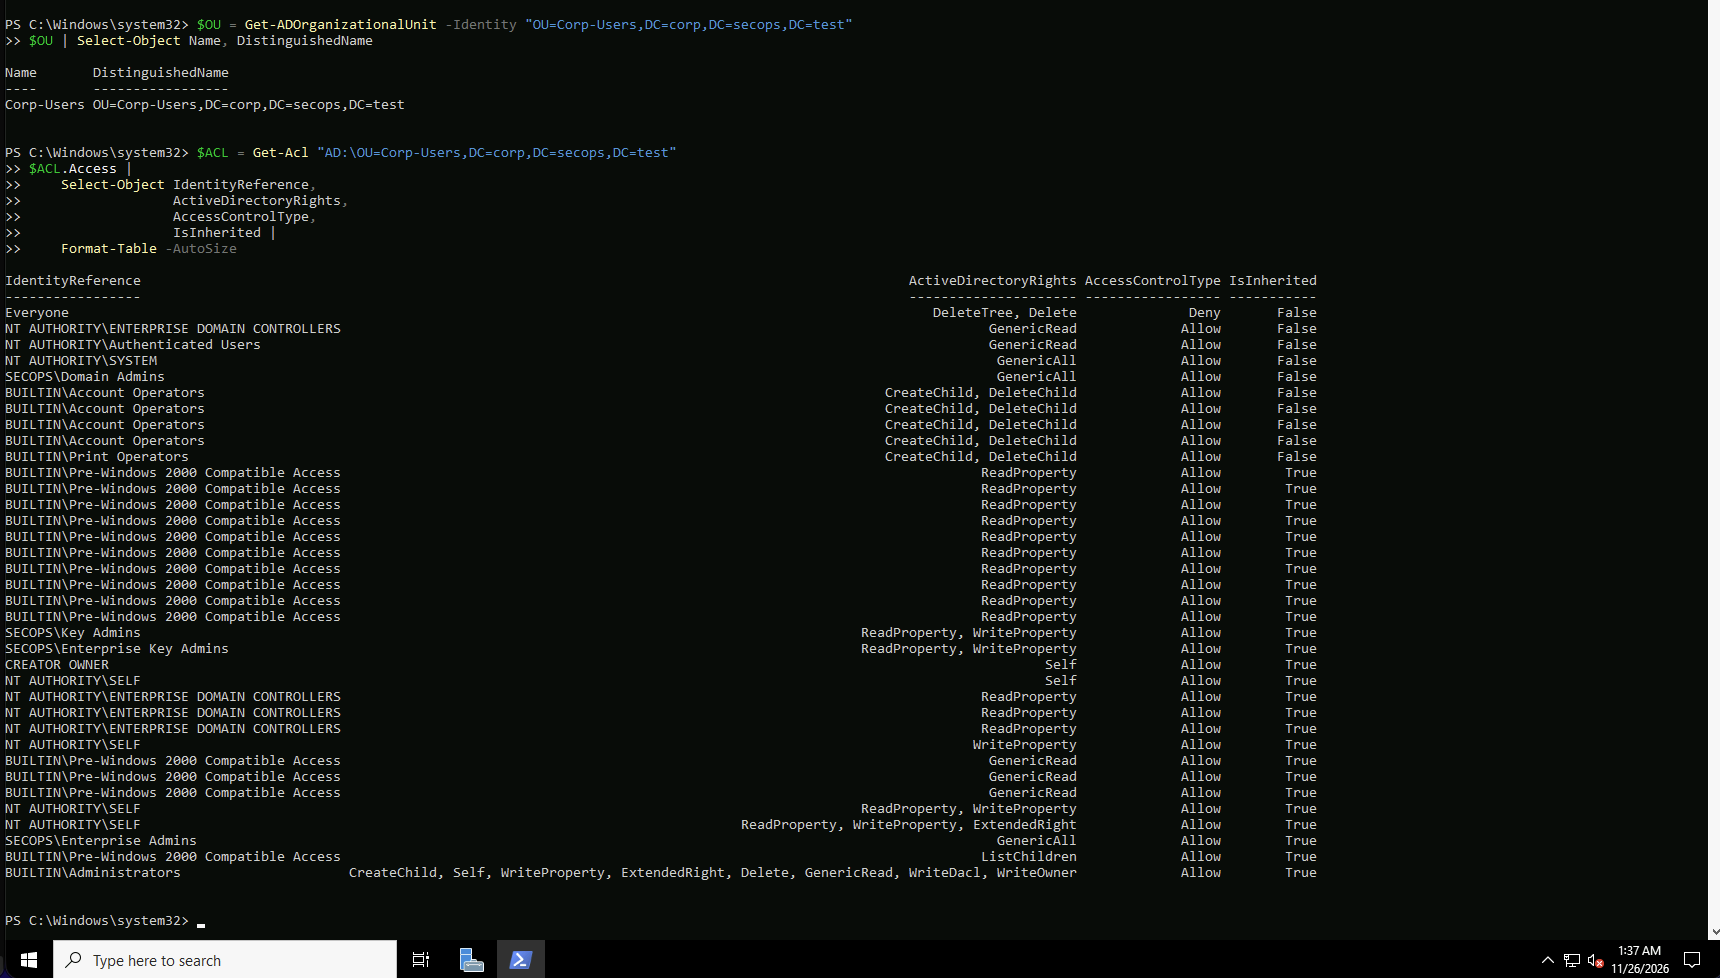 PS C:\Windows\system32> $OU = Get-ADOrganizationalUnit -Identity "OU=Corp-Users,DC=corp,DC=secops,DC=test"
>> $OU | Select-Object Name, DistinguishedName
Name       DistinguishedName
----       -----------------
Corp-Users OU=Corp-Users,DC=corp,DC=secops,DC=test
PS C:\Windows\system32> $ACL = Get-Acl "AD:\OU=Corp-Users,DC=corp,DC=secops,DC=test"
>> $ACL.Access |
>>     Select-Object IdentityReference,
>>                   ActiveDirectoryRights,
>>                   AccessControlType,
>>                   IsInherited |
>>     Format-Table -AutoSize
IdentityReference ActiveDirectoryRights AccessControlType IsInherited
----------------- --------------------- ----------------- -----------
Everyone DeleteTree, Delete Deny False
NT AUTHORITY\ENTERPRISE DOMAIN CONTROLLERS GenericRead Allow False
NT AUTHORITY\Authenticated Users GenericRead Allow False
NT AUTHORITY\SYSTEM GenericAll Allow False
SECOPS\Domain Admins GenericAll Allow False
BUILTIN\Account Operators CreateChild, DeleteChild Allow False
BUILTIN\Account Operators CreateChild, DeleteChild Allow False
BUILTIN\Account Operators CreateChild, DeleteChild Allow False
BUILTIN\Account Operators CreateChild, DeleteChild Allow False
BUILTIN\Print Operators CreateChild, DeleteChild Allow False
BUILTIN\Pre-Windows 2000 Compatible Access ReadProperty Allow True
BUILTIN\Pre-Windows 2000 Compatible Access ReadProperty Allow True
BUILTIN\Pre-Windows 2000 Compatible Access ReadProperty Allow True
BUILTIN\Pre-Windows 2000 Compatible Access ReadProperty Allow True
BUILTIN\Pre-Windows 2000 Compatible Access ReadProperty Allow True
BUILTIN\Pre-Windows 2000 Compatible Access ReadProperty Allow True
BUILTIN\Pre-Windows 2000 Compatible Access ReadProperty Allow True
BUILTIN\Pre-Windows 2000 Compatible Access ReadProperty Allow True
BUILTIN\Pre-Windows 2000 Compatible Access ReadProperty Allow True
BUILTIN\Pre-Windows 2000 Compatible Access ReadProperty Allow True
SECOPS\Key Admins ReadProperty, WriteProperty Allow True
SECOPS\Enterprise Key Admins ReadProperty, WriteProperty Allow True
CREATOR OWNER Self Allow True
NT AUTHORITY\SELF Self Allow True
NT AUTHORITY\ENTERPRISE DOMAIN CONTROLLERS ReadProperty Allow True
NT AUTHORITY\ENTERPRISE DOMAIN CONTROLLERS ReadProperty Allow True
NT AUTHORITY\ENTERPRISE DOMAIN CONTROLLERS ReadProperty Allow True
NT AUTHORITY\SELF WriteProperty Allow True
BUILTIN\Pre-Windows 2000 Compatible Access GenericRead Allow True
BUILTIN\Pre-Windows 2000 Compatible Access GenericRead Allow True
BUILTIN\Pre-Windows 2000 Compatible Access GenericRead Allow True
NT AUTHORITY\SELF ReadProperty, WriteProperty Allow True
NT AUTHORITY\SELF ReadProperty, WriteProperty, ExtendedRight Allow True
SECOPS\Enterprise Admins GenericAll Allow True
BUILTIN\Pre-Windows 2000 Compatible Access ListChildren Allow True
BUILTIN\Administrators CreateChild, Self, WriteProperty, ExtendedRight, Delete, GenericRead, WriteDacl, WriteOwner Allow True
PS C:\Windows\system32> _
Type here to search
1:37 AM
11/26/2026